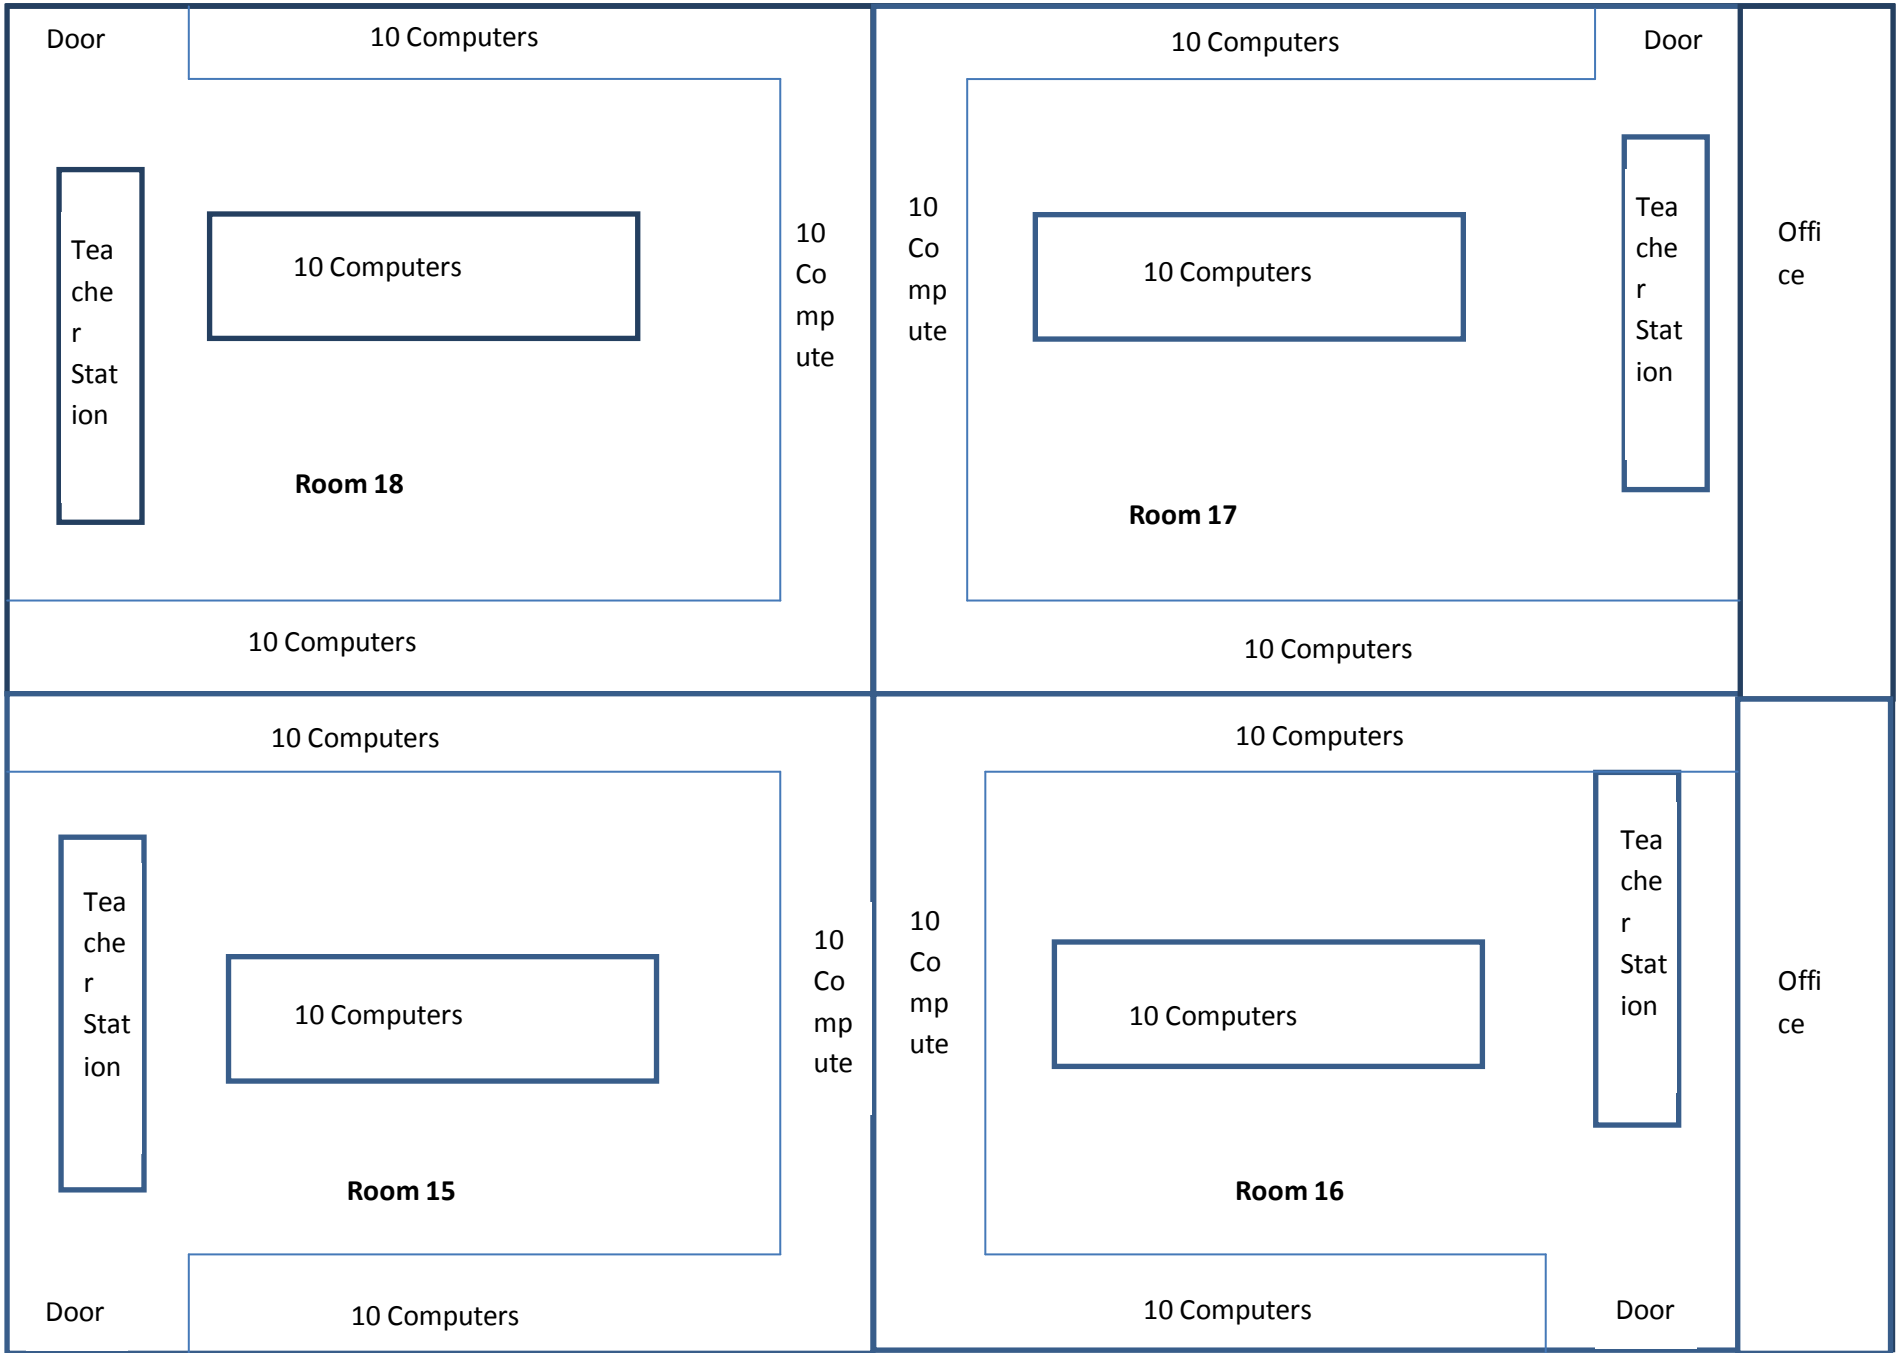 Door
10 Computers
10 Computers
Door
Tea
che
r
Stat
ion
10 Computers
10
Co
mp
ute
10
Co
mp
ute
10 Computers
Tea
che
r
Stat
ion
Offi
ce
Room 18
Room 17
10 Computers
10 Computers
10 Computers
10 Computers
Tea
che
r
Stat
ion
10 Computers
10
Co
mp
ute
10
Co
mp
ute
10 Computers
Tea
che
r
Stat
ion
Offi
ce
Room 15
Room 16
Door
10 Computers
10 Computers
Door